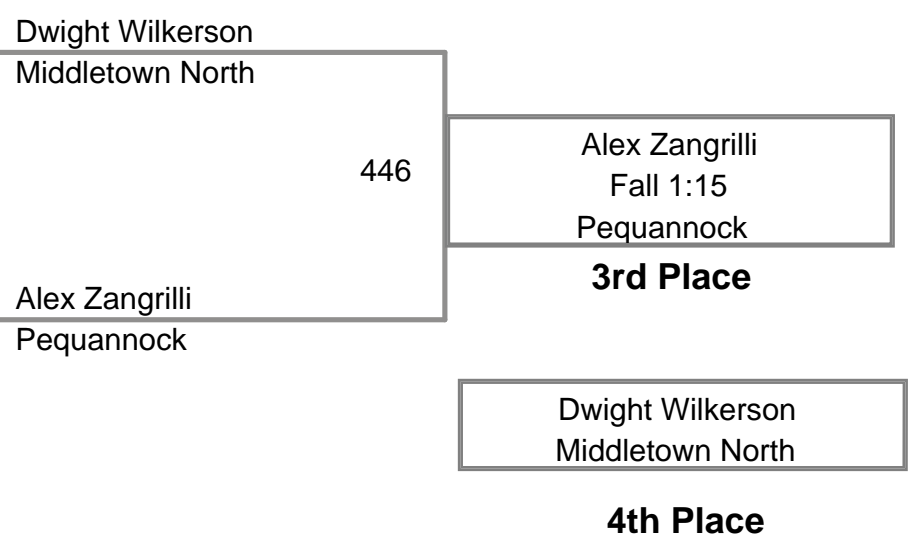 Dwight Wilkerson
Middletown North
446
Alex Zangrilli
Fall 1:15
Pequannock
3rd Place
Alex Zangrilli
Pequannock
Dwight Wilkerson
Middletown North
4th Place